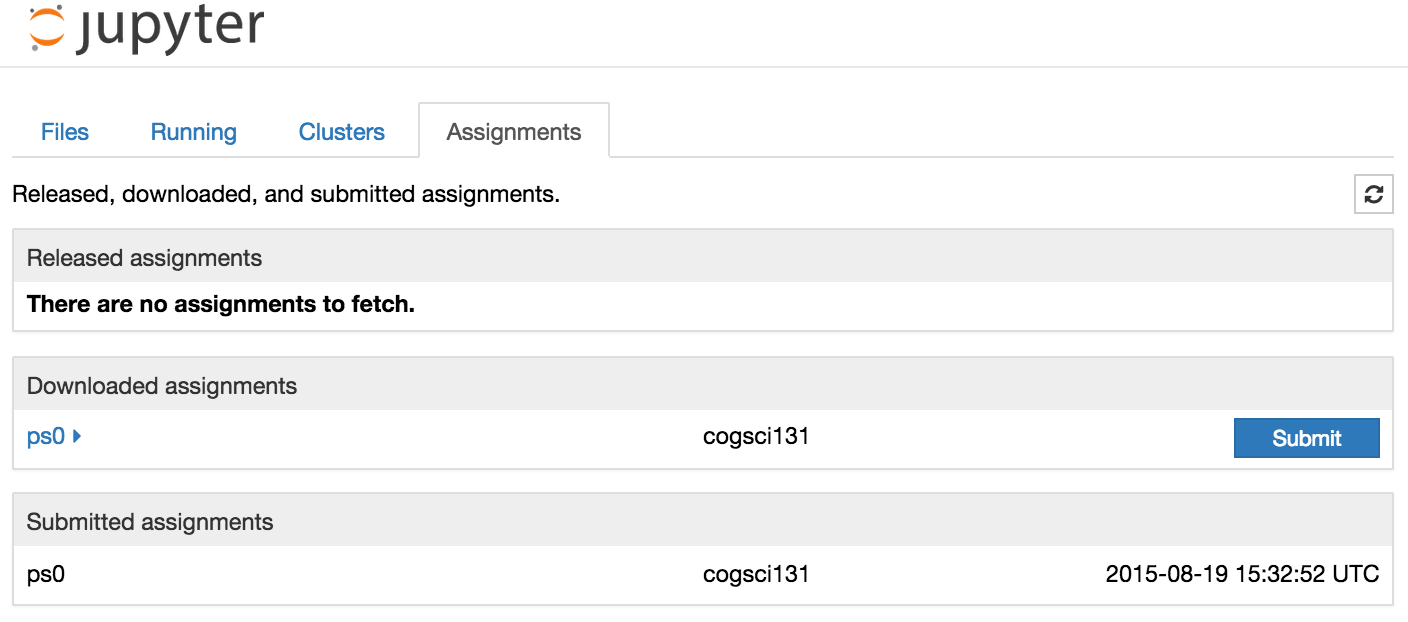 jupyter
Files Running Clusters Assignments
Released, downloaded, and submitted assignments.
Released assignments
There are no assignments to fetch.
Downloaded assignments
ps0 cogsci131 Submit
Submitted assignments
ps0 cogsci131 2015-08-19 15:32:52 UTC